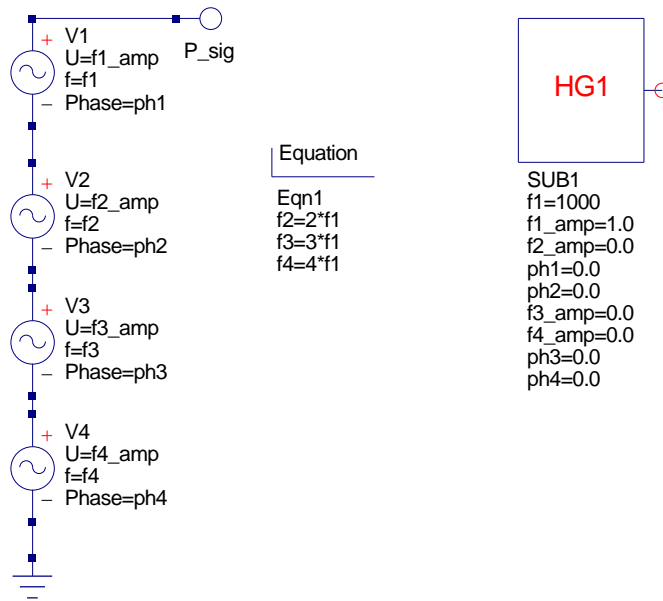 V1
U=f1_amp
f=f1
Phase=ph1
P_sig
V2
U=f2_amp
f=f2
Phase=ph2
V3
U=f3_amp
f=f3
Phase=ph3
V4
U=f4_amp
f=f4
Phase=ph4
Equation
Eqn1
f2=2*f1
f3=3*f1
f4=4*f1
HG1
SUB1
f1=1000
f1_amp=1.0
f2_amp=0.0
ph1=0.0
ph2=0.0
f3_amp=0.0
f4_amp=0.0
ph3=0.0
ph4=0.0